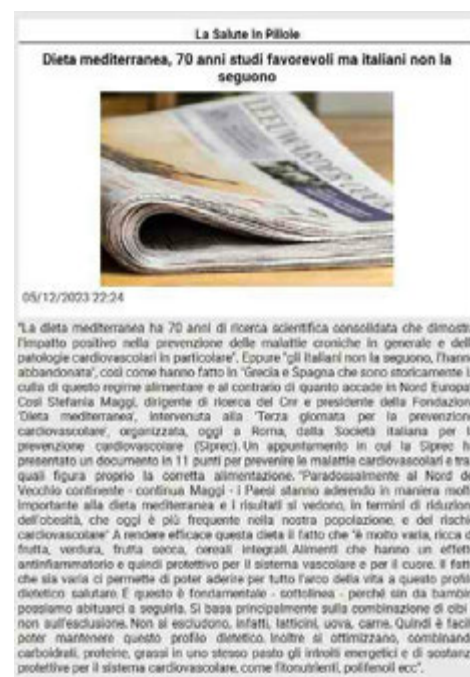 La Salute In Pillole
Dieta mediterranea, 70 anni studi favorevoli ma italiani non la
seguono
LEEUWARDER COUR
05/12/2023 22:24
"La dieta mediterranea ha 70 anni di ricerca scientifica consolidata che dimostr
l'impatto positivo nella prevenzione delle malattie croniche in generale e dell
patologie cardiovascolari in particolare". Eppure "gli italiani non la seguono, l'hann
abbandonata", così come hanno fatto in "Grecia e Spagna che sono storicamente l
culla di questo regime alimentare e al contrario di quanto accade in Nord Europa
Così Stefania Maggi, dirigente di ricerca del Cnr e presidente della Fondazion
'Dieta mediterranea', intervenuta alla 'Terza giornata per la prevenzion
cardiovascolare', organizzata, oggi a Roma, dalla Società italiana per l
prevenzione cardiovascolare (Siprec). Un appuntamento in cui la Siprec h
presentato un documento in 11 punti per prevenire le malattie cardiovascolari e tra
quali figura proprio la corretta alimentazione. "Paradossalmente al Nord de
Vecchio continente - continua Maggi - i Paesi stanno aderendo in maniera molt
importante alla dieta mediterranea e i risultati si vedono, in termini di riduzion
dell'obesità, che oggi è più frequente nella nostra popolazione, e del rischi
cardiovascolare" A rendere efficace questa dieta il fatto che "è molto varia, ricca d
frutta, verdura, frutta secca, cereali integrali. Alimenti che hanno un effett
antinfiammatorio e quindi protettivo per il sistema vascolare e per il cuore. Il fatt
che sia varia ci permette di poter aderire per tutto l'arco della vita a questo profil
dietetico salutare. E questo è fondamentale - sottolinea - perché sin da bambin
possiamo abituarci a seguirla. Si basa principalmente sulla combinazione di cibi
non sull'esclusione. Non si escludono, infatti, latticini, uova, carne. Quindi è facil
poter mantenere questo profilo dietetico. Inoltre si ottimizzano, combinand
carboidrati, proteine, grassi in uno stesso pasto gli introiti energetici e di sostanz
protettive per il sistema cardiovascolare, come fitonutrienti, polifenoli ecc".